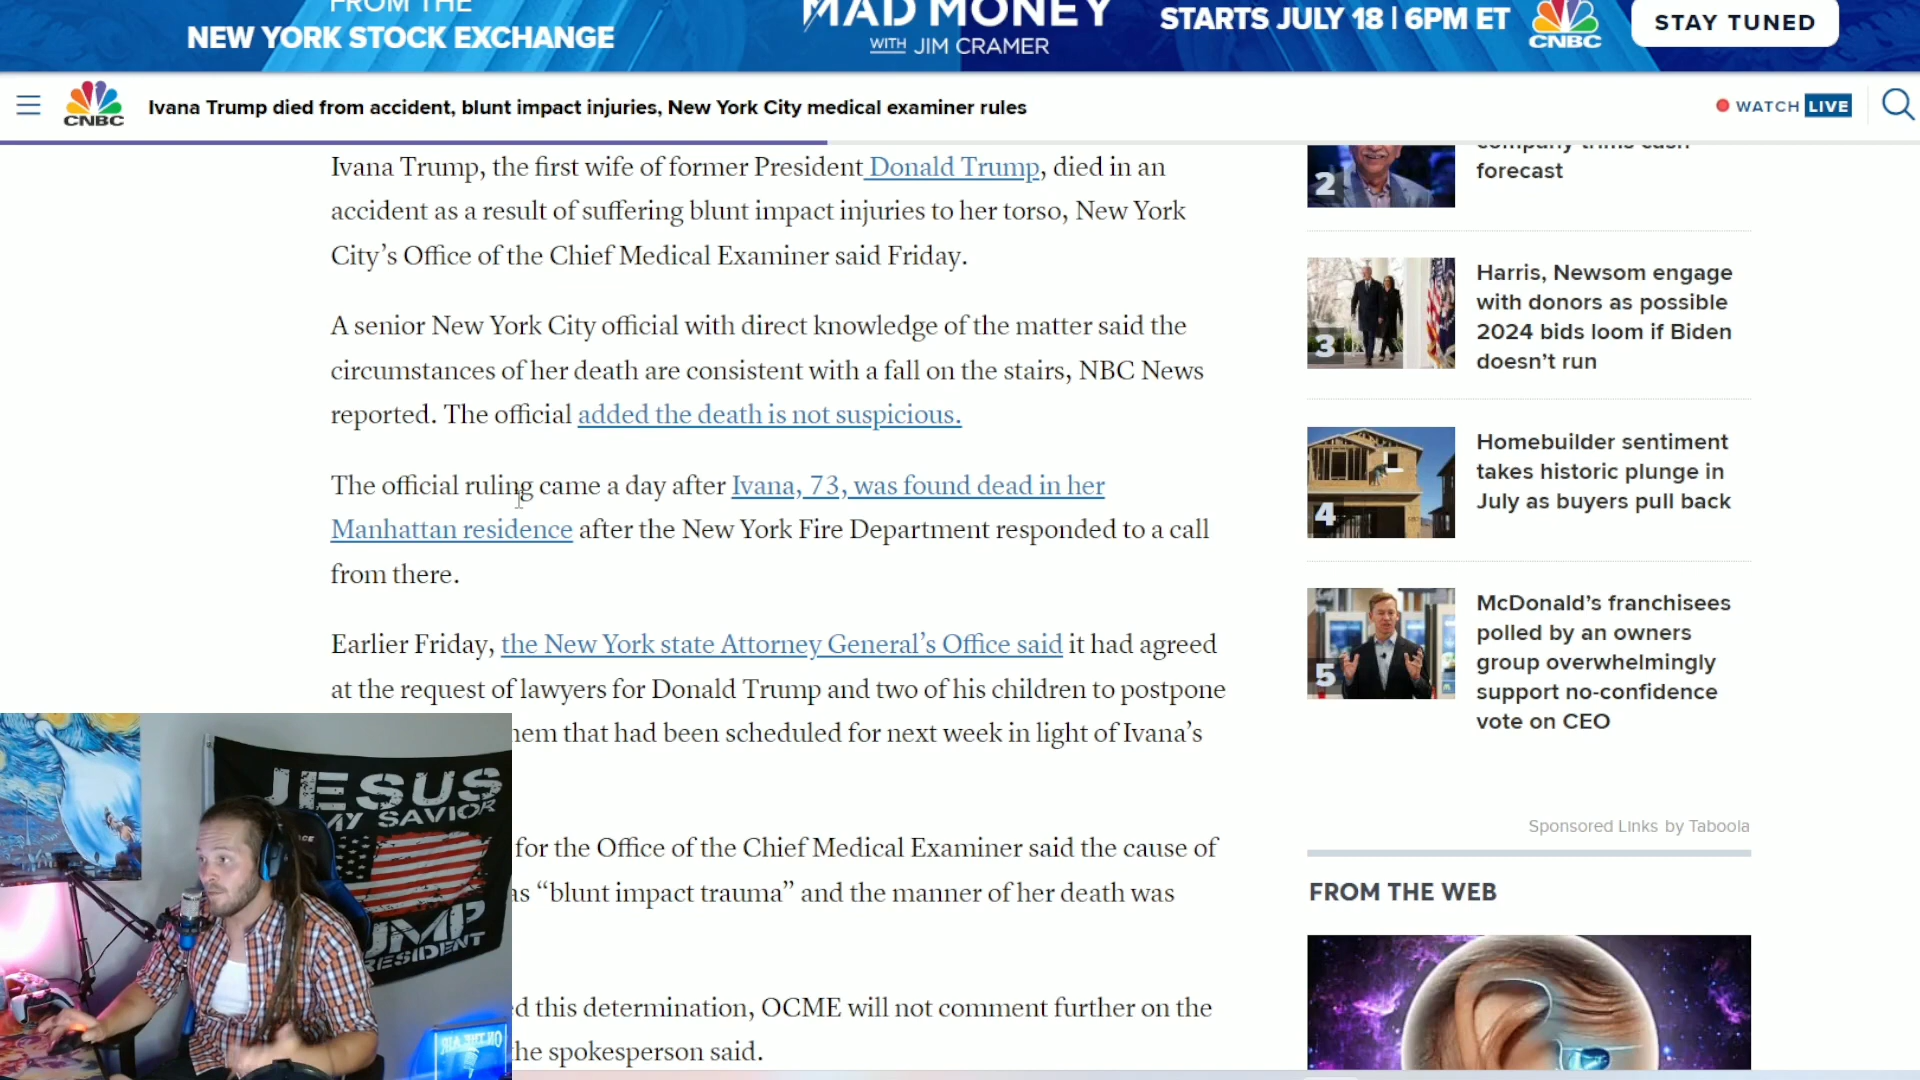 FROM THE
NEW YORK STOCK EXCHANGE
MAD MONEY
WITH JIM CRAMER
STARTS JULY 18 | 6PM ET
CNBC
STAY TUNED
CNBC
Ivana Trump died from accident, blunt impact injuries, New York City medical examiner rules
WATCH LIVE
Ivana Trump, the first wife of former President Donald Trump, died in an
accident as a result of suffering blunt impact injuries to her torso, New York
City’s Office of the Chief Medical Examiner said Friday.
A senior New York City official with direct knowledge of the matter said the
circumstances of her death are consistent with a fall on the stairs, NBC News
reported. The official added the death is not suspicious.
The official ruling came a day after Ivana, 73, was found dead in her
Manhattan residence after the New York Fire Department responded to a call
from there.
Earlier Friday, the New York state Attorney General’s Office said it had agreed
at the request of lawyers for Donald Trump and two of his children to postpone
hem that had been scheduled for next week in light of Ivana’s
for the Office of the Chief Medical Examiner said the cause of
as “blunt impact trauma” and the manner of her death was
d this determination, OCME will not comment further on the
he spokesperson said.
2
company trims cash
forecast
3
Harris, Newsom engage
with donors as possible
2024 bids loom if Biden
doesn’t run
4
Homebuilder sentiment
takes historic plunge in
July as buyers pull back
5
McDonald’s franchisees
polled by an owners
group overwhelmingly
support no-confidence
vote on CEO
Sponsored Links by Taboola
FROM THE WEB
JESUS
MY SAVIOR
UMP
RESIDENT
ON THE AIR